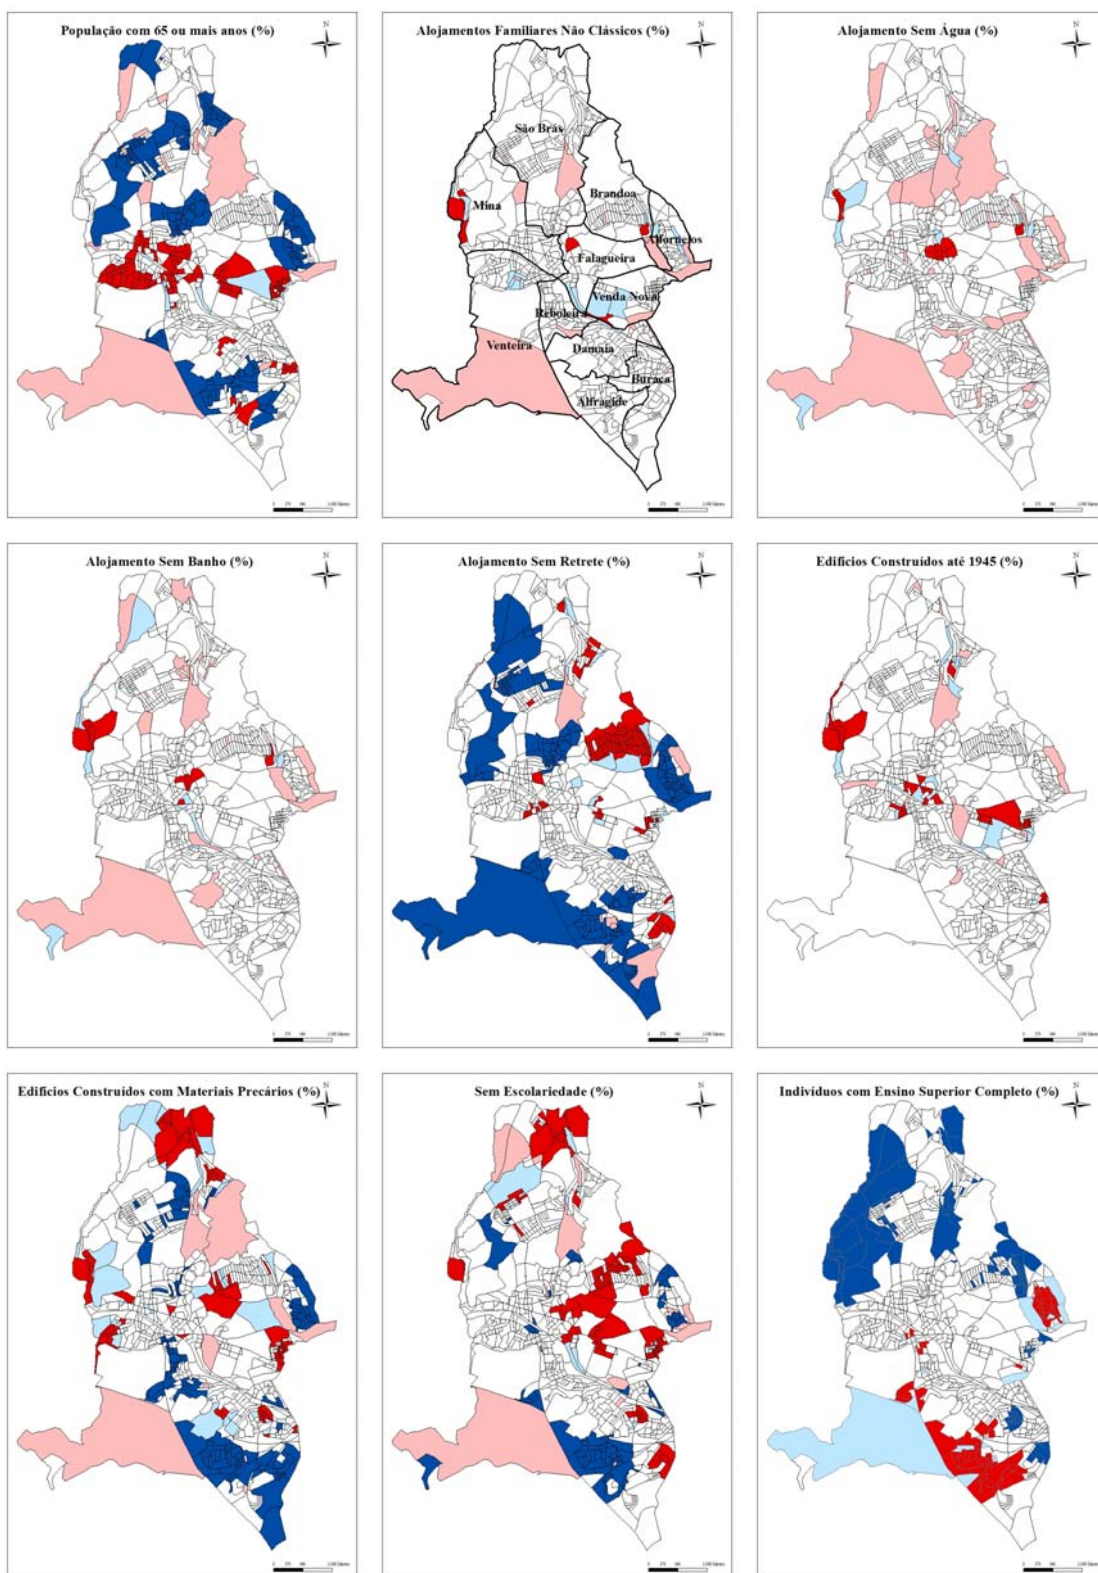 População com 65 ou mais anos (%)
N
Alojamentos Familiares Não Clássicos (%)
N
São Brás
Mina
Brandoa
Alfornelos
Falagueira
Venda Nova
Reboleira
Venteira
Damaia
Buraca
Alfragide
Alojamento Sem Água (%)
N
Alojamento Sem Banho (%)
N
Alojamento Sem Retrete (%)
N
Edifícios Construídos até 1945 (%)
N
Edifícios Construídos com Materiais Precários (%)
N
Sem Escolariedade (%)
N
Indivíduos com Ensino Superior Completo (%)
N